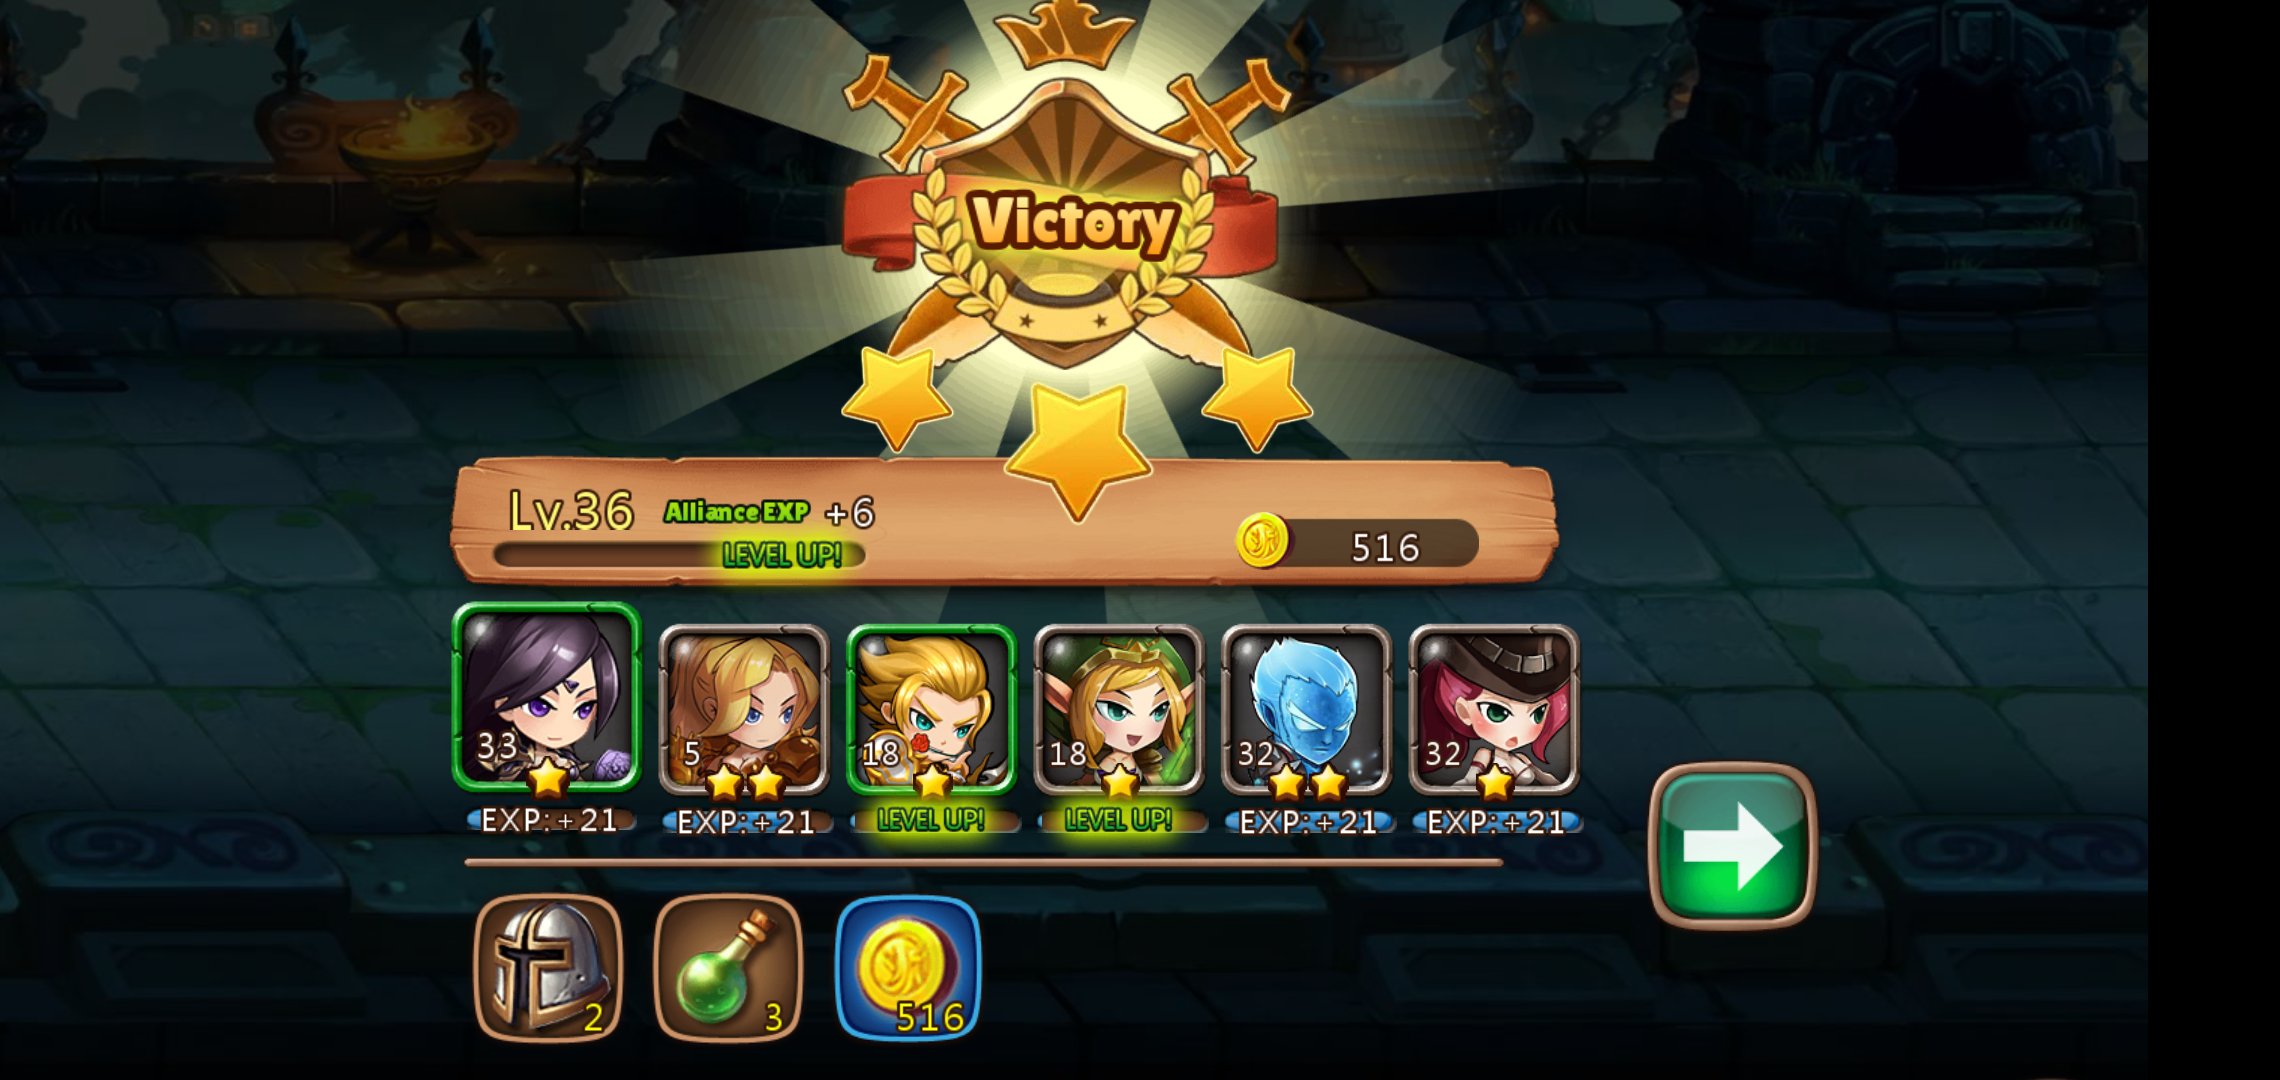 Victory
Lv.36 Alliance EXP +6
LEVEL UP!
516
33 5 18 18 32 32
EXP:+21 EXP:+21 LEVEL UP! LEVEL UP! EXP:+21 EXP:+21
2 3 516